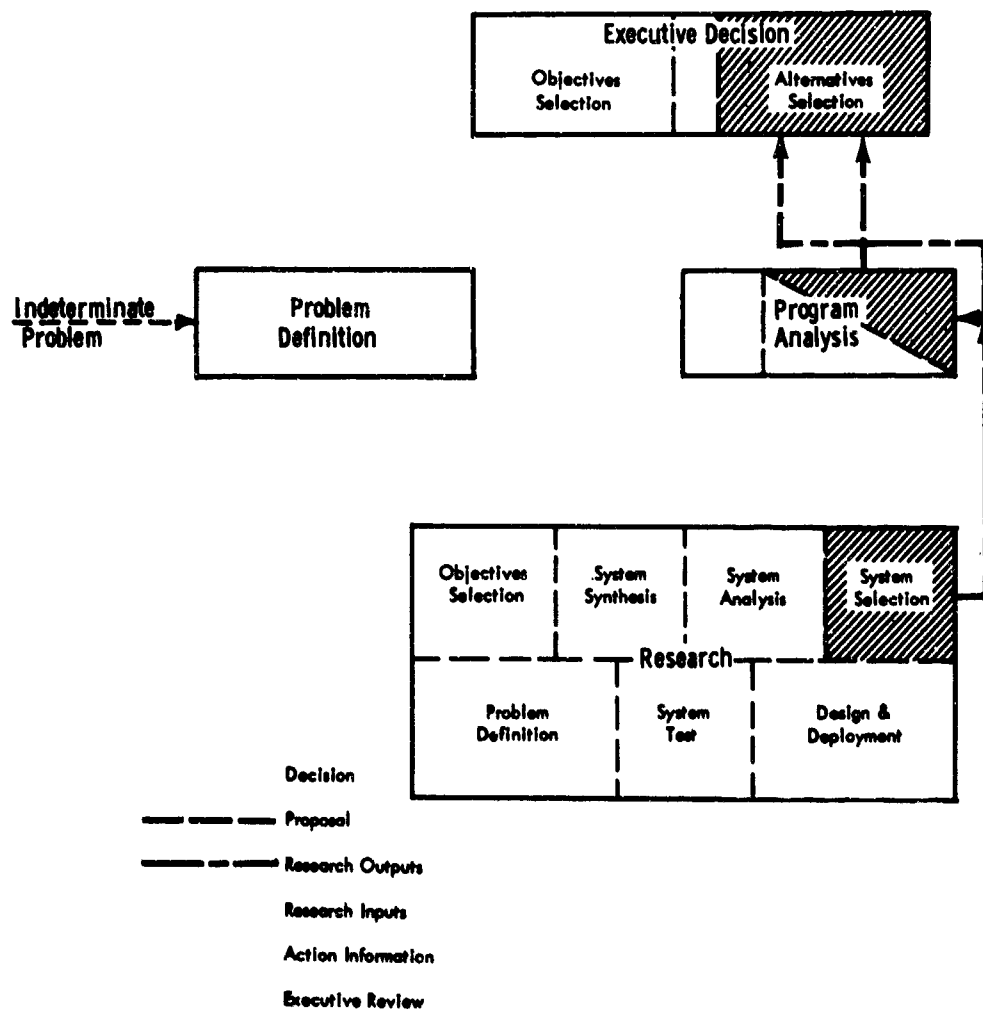 Executive Decision
Objectives
Selection
Alternatives
Selection
Indeterminate
Problem
Problem
Definition
Program
Analysis
Objectives
Selection
System
Synthesis
System
Analysis
System
Selection
Research
Problem
Definition
System
Test
Design &
Deployment
Decision
Proposal
Research Outputs
Research Inputs
Action Information
Executive Review